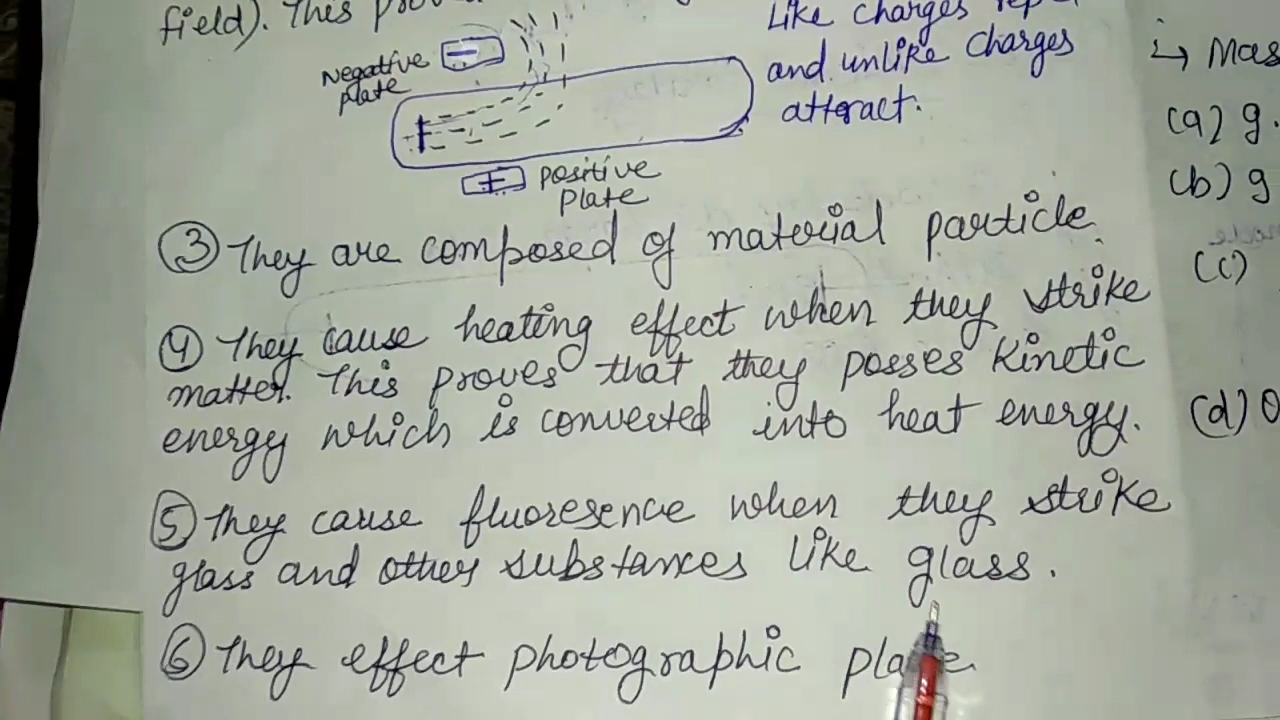 field). This
Like charges
and unlike Charges
attract.
Negative
plate
−
+
positive
plate
③ They are composed of material particle.
④ They cause heating effect when they strike
matter. This proves that they posses Kinetic
energy which is converted into heat energy.
⑤ They cause fluoresence when they strike
glass and other substances like glass.
⑥ They effect photographic plate
↳ Mas
(a) g.
(b) g
(c)
(d)